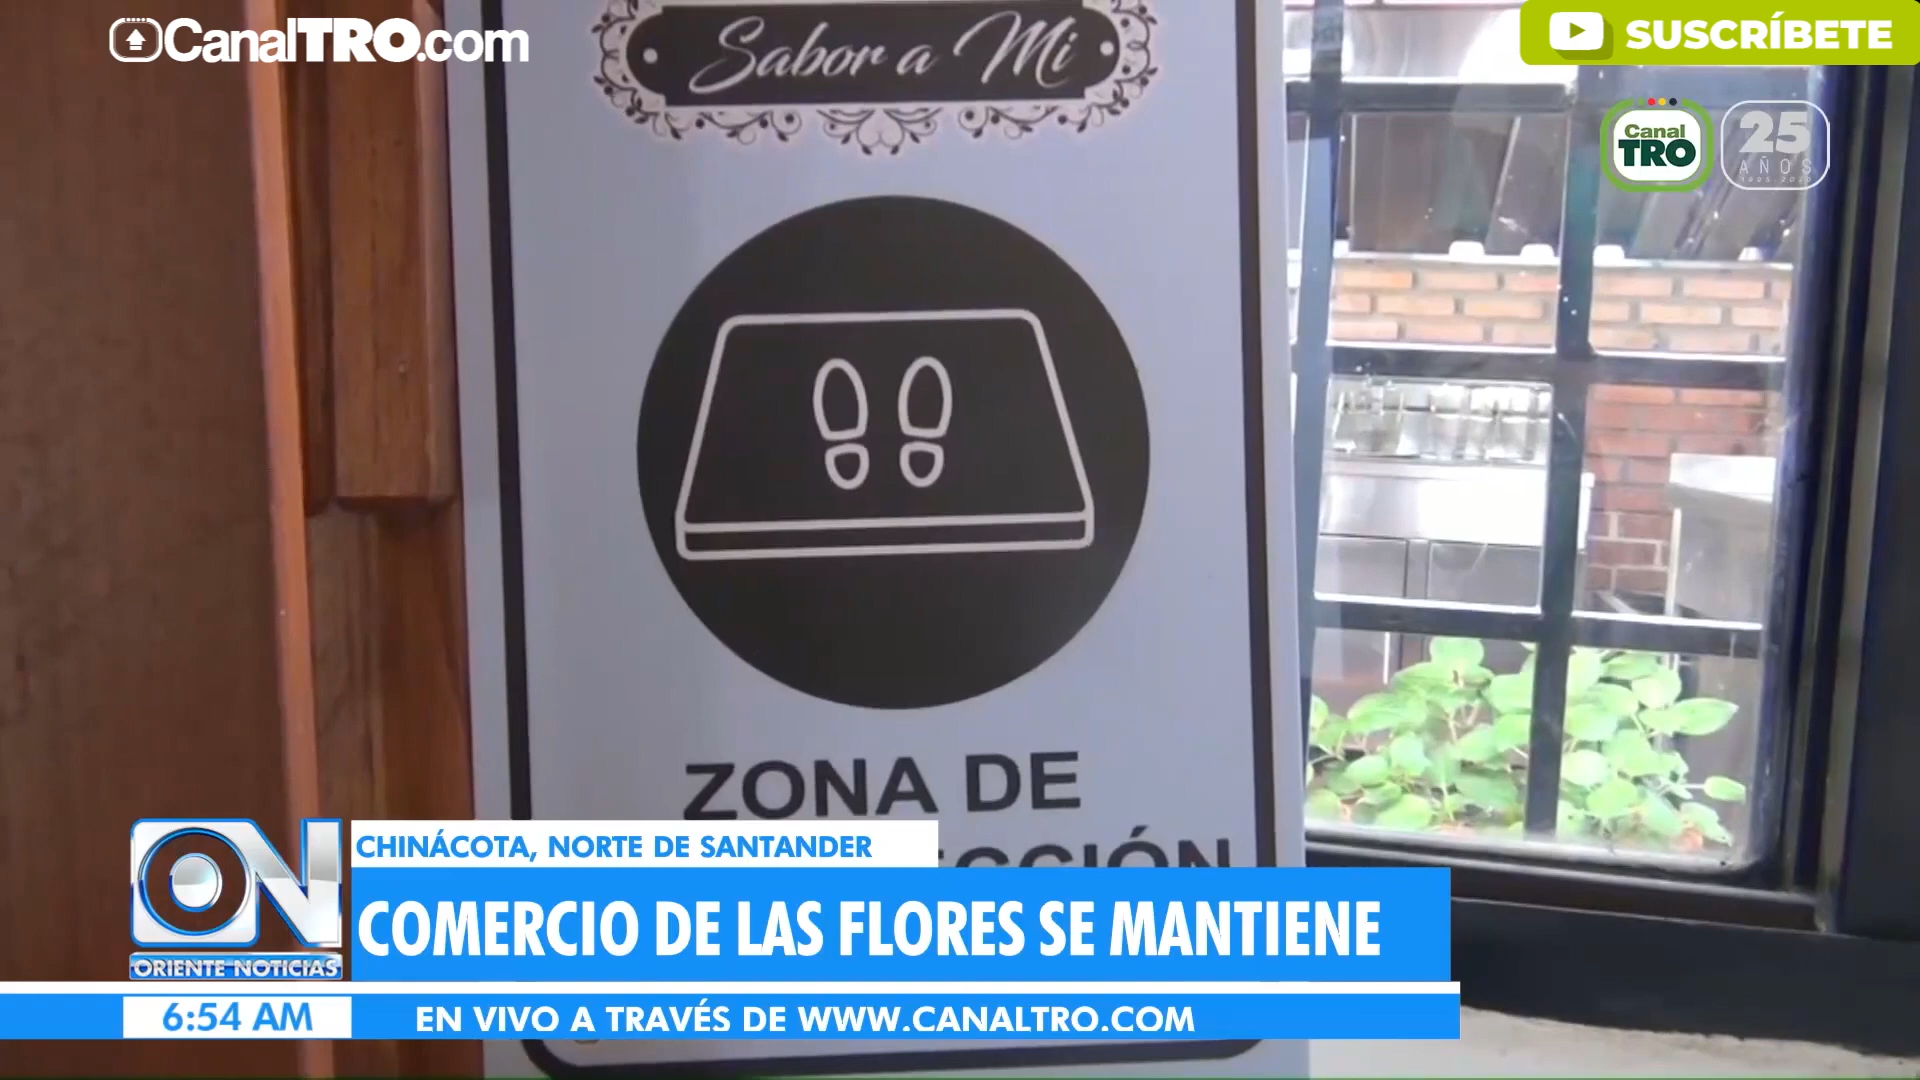 CanalTRO.com
SUSCRÍBETE
Sabor a Mi
Canal
TRO
25
AÑOS
ZONA DE
CHINÁCOTA, NORTE DE SANTANDER
COMERCIO DE LAS FLORES SE MANTIENE
ON
ORIENTE NOTICIAS
6:54 AM
EN VIVO A TRAVÉS DE WWW.CANALTRO.COM